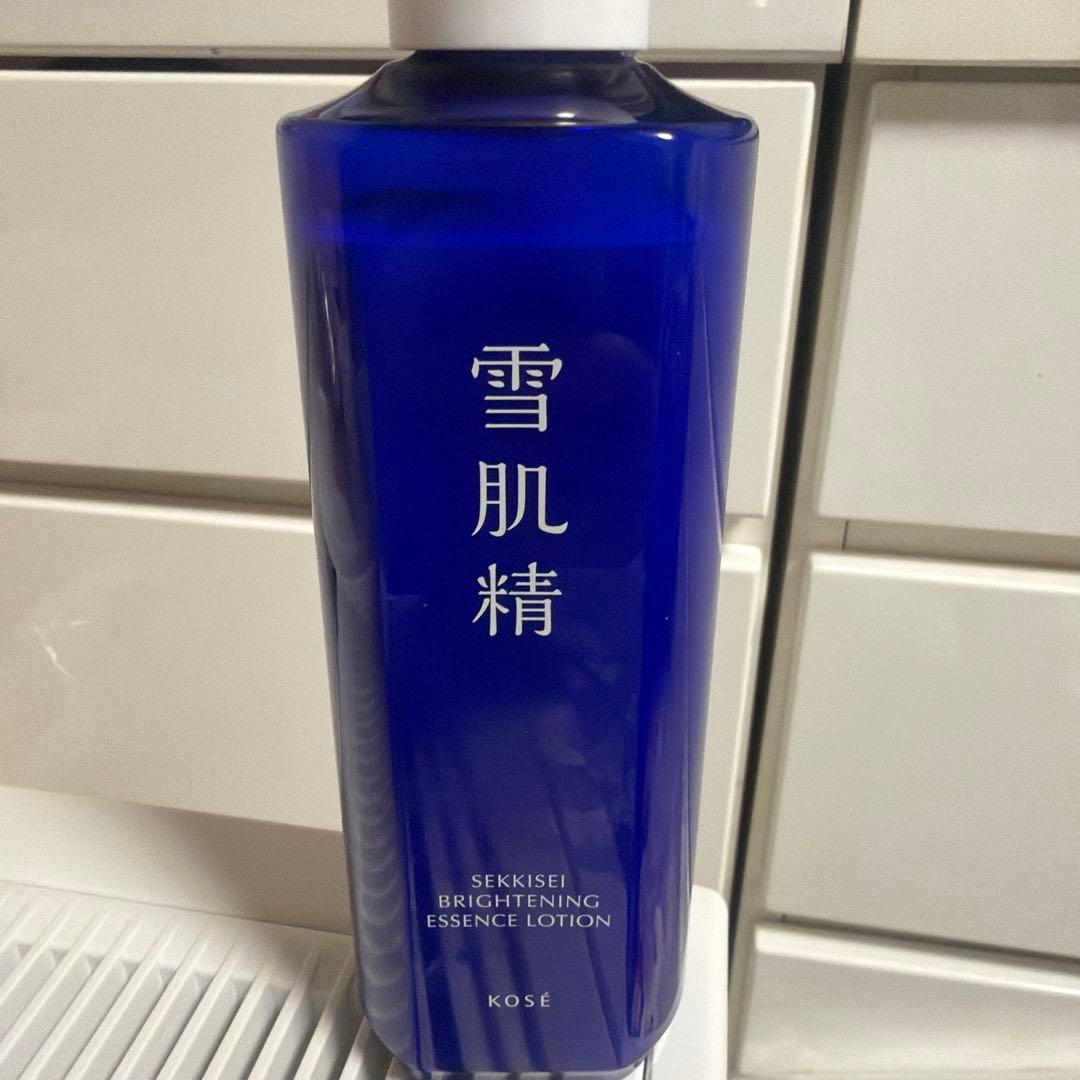 雪肌精
SEKKISEI
BRIGHTENING
ESSENCE LOTION
KOSÉ